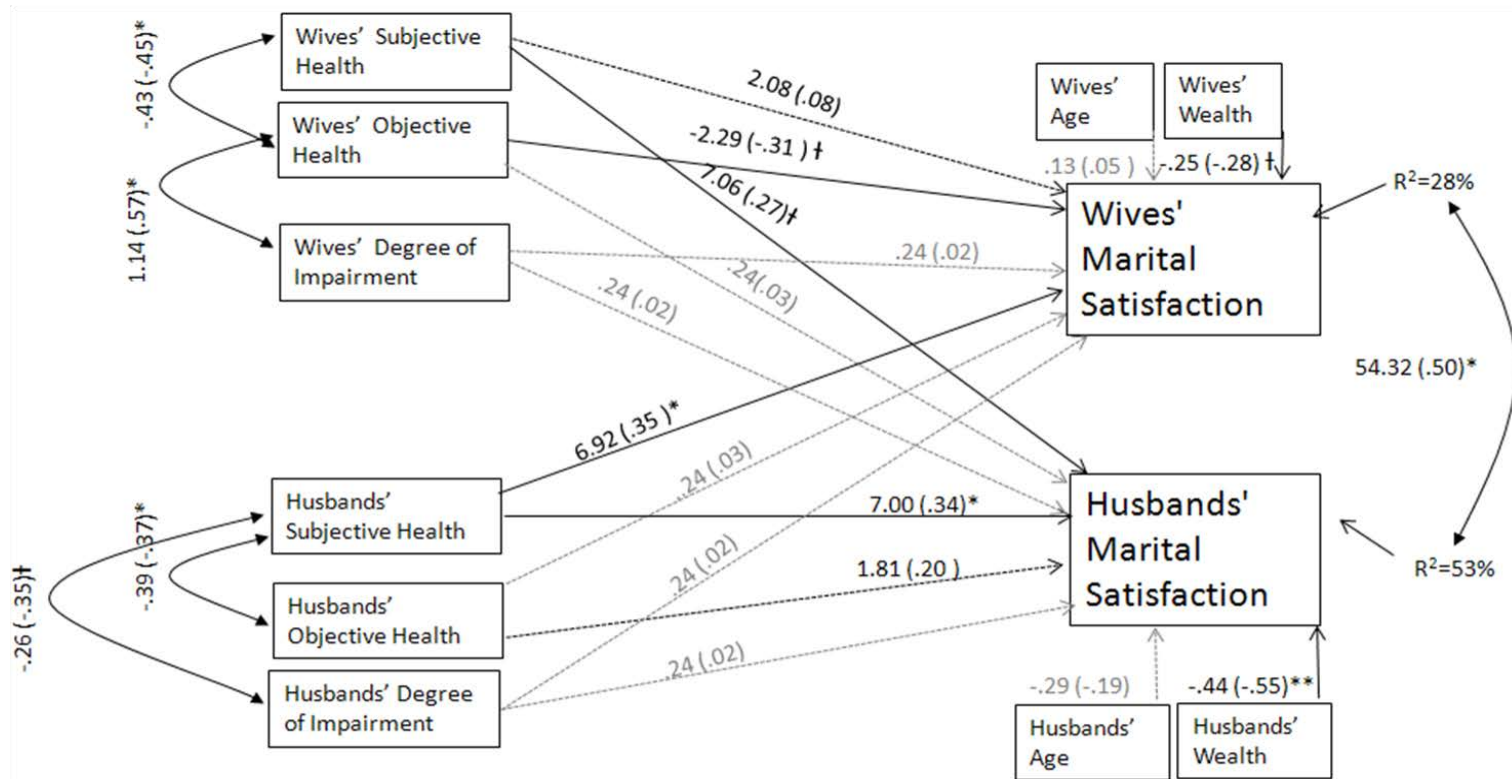 -.43 (-.45)*
Wives’ Subjective
Health
Wives’ Objective
Health
1.14 (.57)*
Wives’ Degree of
Impairment
2.08 (.08)
-2.29 (-.31 ) ƚ
7.06 (.27)ƚ
.24(.03)
.24 (.02)
.24 (.02)
Wives’
Age
Wives’
Wealth
.13 (.05 )
-.25 (-.28) ƚ
Wives'
Marital
Satisfaction
R²=28%
54.32 (.50)*
R²=53%
-.26 (-.35)ƚ
-.39 (-.37)*
Husbands’
Subjective Health
Husbands’
Objective Health
Husbands’ Degree
of Impairment
6.92 (.35 )*
7.00 (.34)*
.24 (.03)
1.81 (.20 )
.24 (.02)
.24 (.02)
Husbands'
Marital
Satisfaction
-.29 (-.19)
-.44 (-.55)**
Husbands’
Age
Husbands’
Wealth